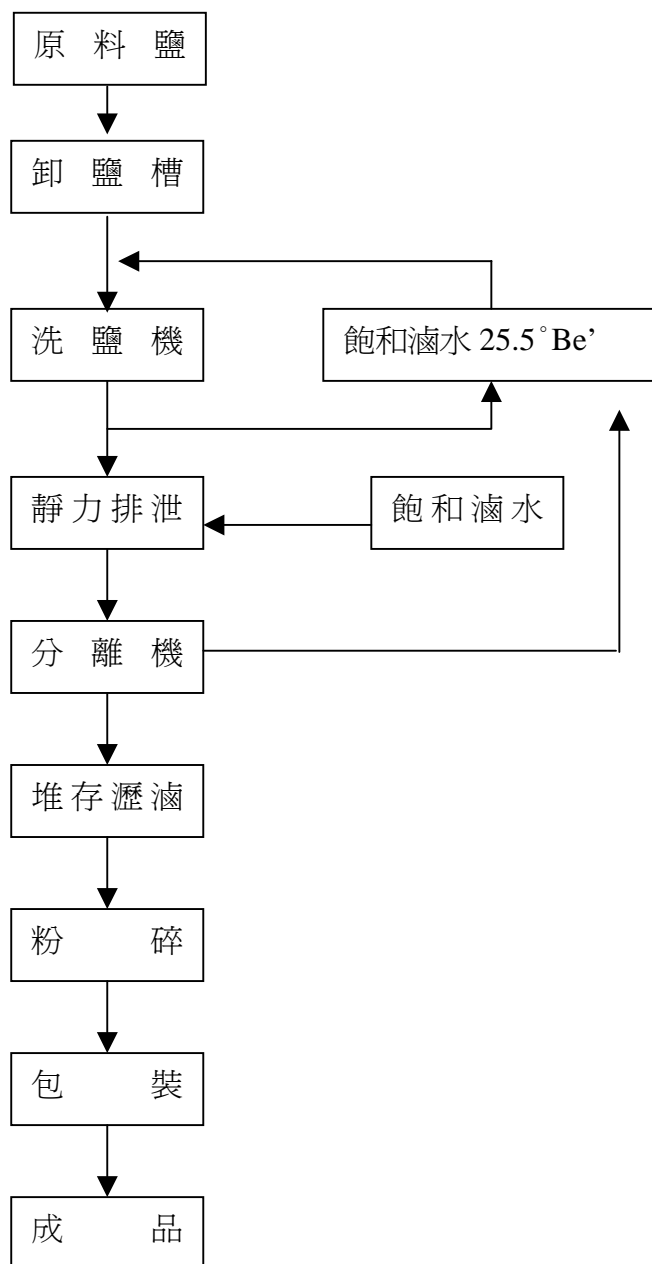 原料鹽
卸鹽槽
洗鹽機
飽和滷水 25.5°Be’
靜力排泄
飽和滷水
分離機
堆存瀝滷
粉碎
包裝
成品